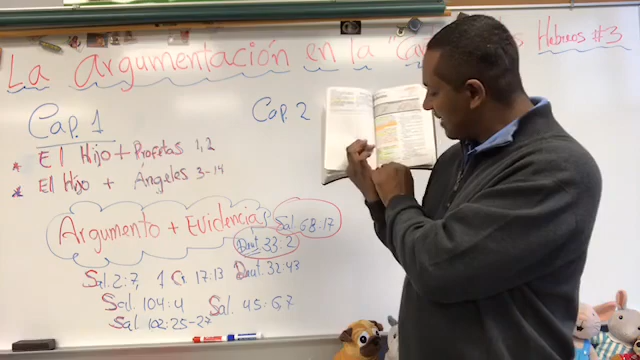 La Argumentación en la "Ca Hebreos #3
Cap. 1
Cap. 2
* El Hijo + Profetas 1,2
* El Hijo + Ángeles 3-14
Argumento + Evidencia
Sal. 68:17
Deut. 33:2
Sal. 2:7, 1 Cr. 17:13 Deut. 32:43
Sal. 104:4 Sal. 45:6,7
Sal. 102:25-27